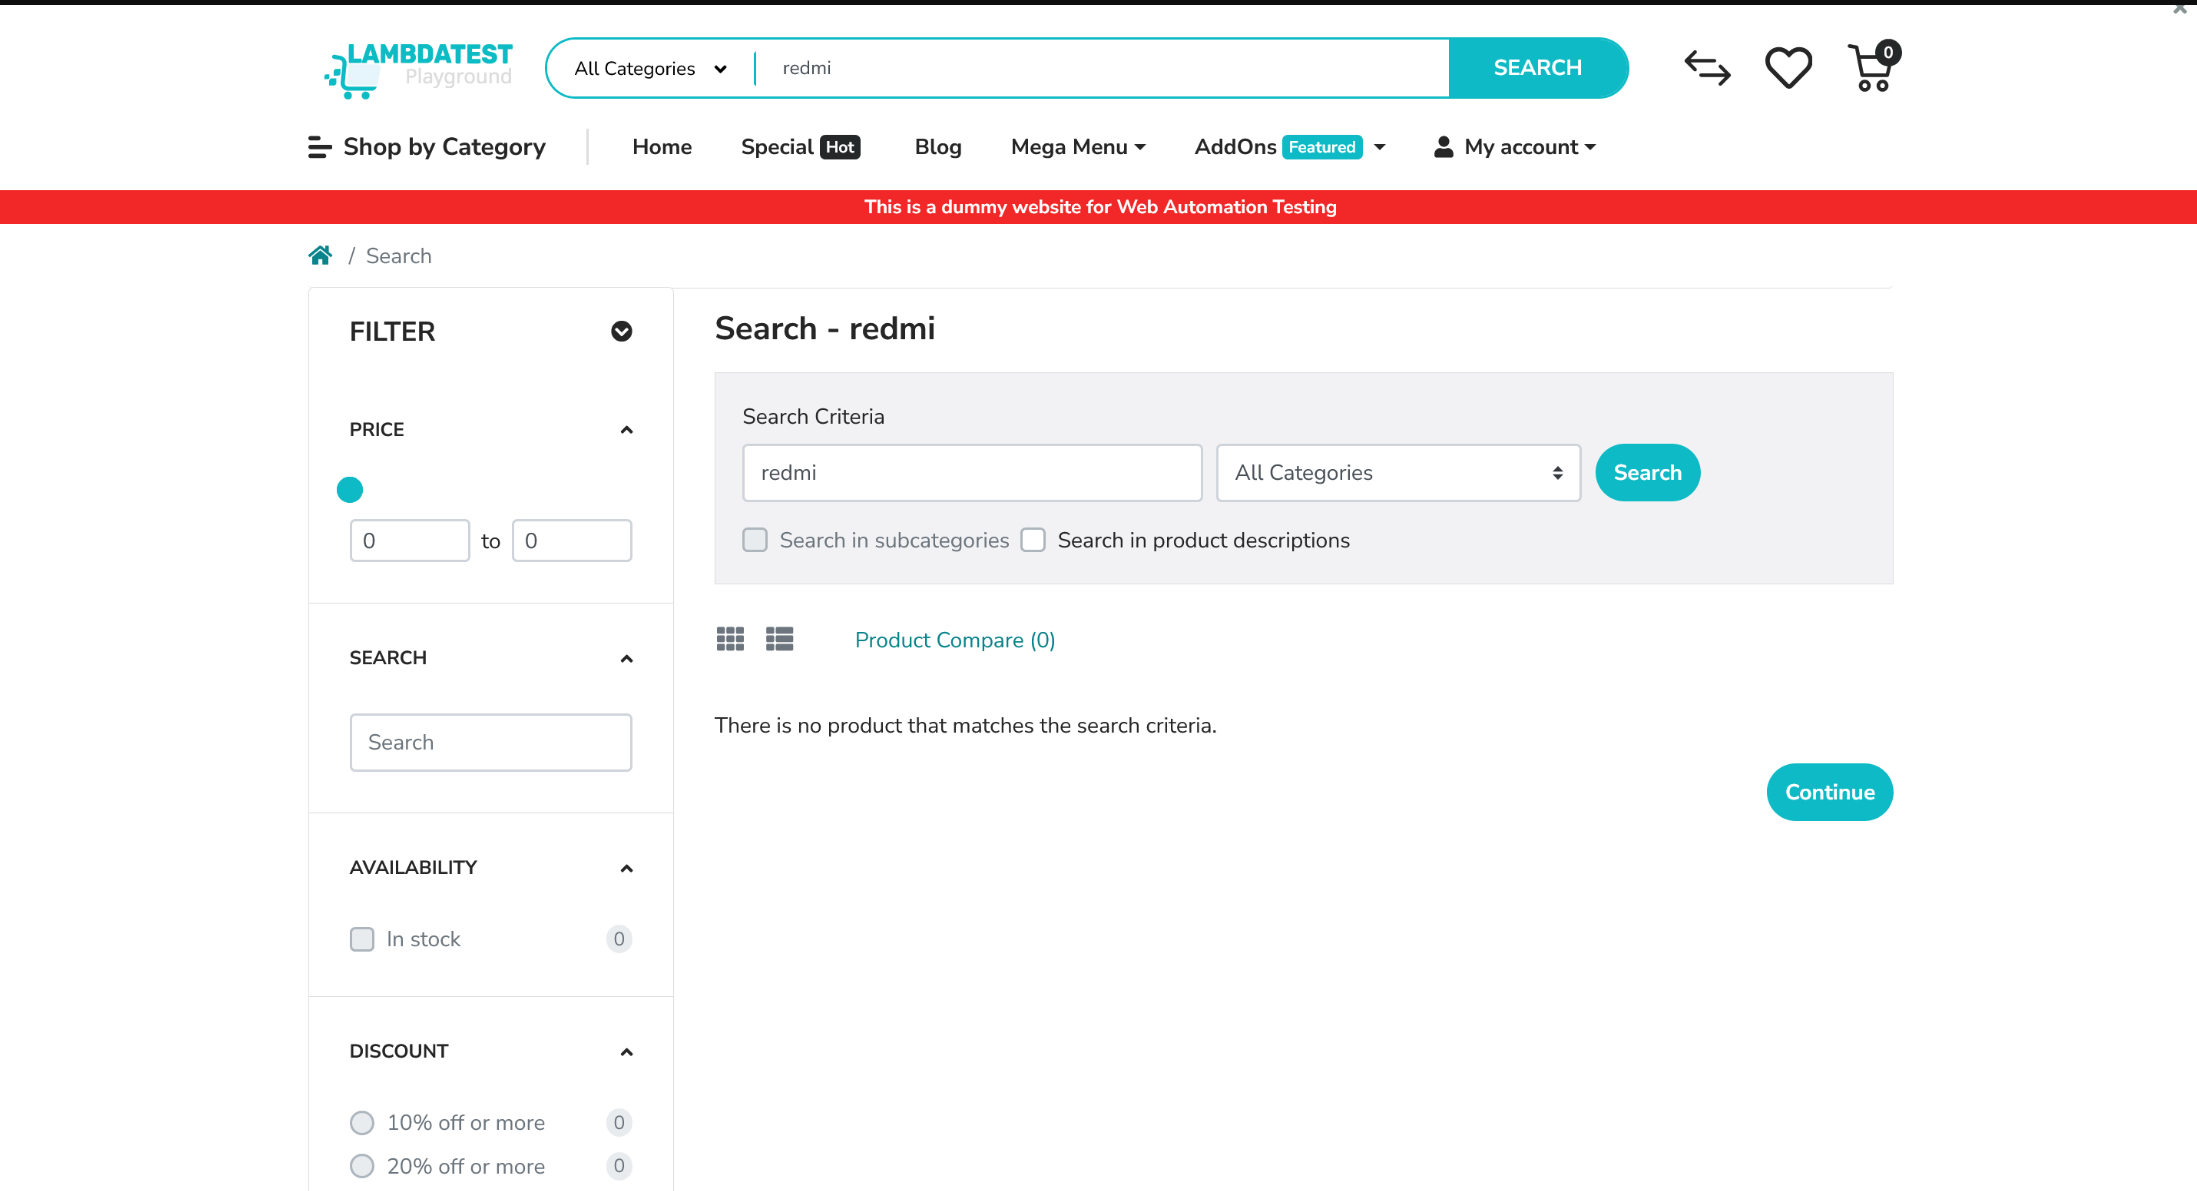 LAMBDATEST
Playground
All Categories
redmi
SEARCH
0
Shop by Category
Home
Special Hot
Blog
Mega Menu
AddOns Featured
My account
This is a dummy website for Web Automation Testing
/ Search
FILTER
PRICE
0 to 0
SEARCH
Search
AVAILABILITY
In stock 0
DISCOUNT
10% off or more 0
20% off or more 0
Search - redmi
Search Criteria
redmi
All Categories
Search
Search in subcategories
Search in product descriptions
Product Compare (0)
There is no product that matches the search criteria.
Continue